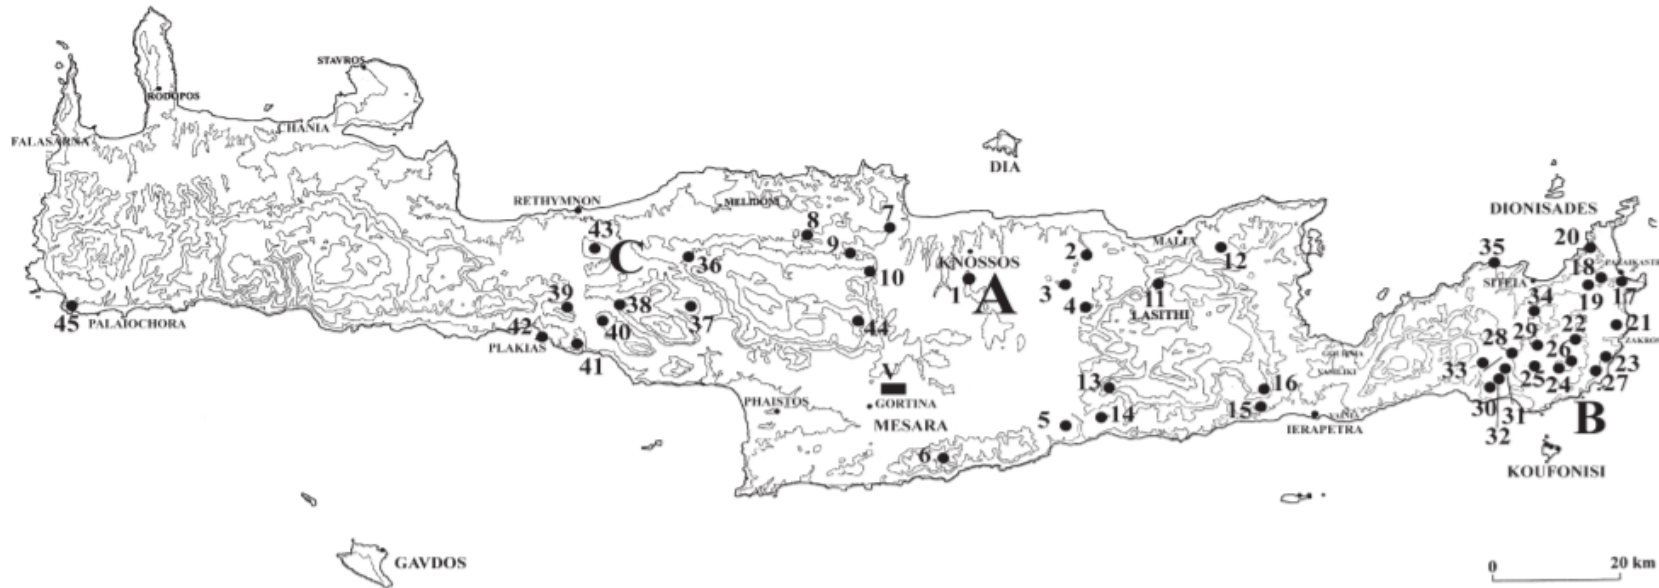 STAVROS
RODOPOS
CHANIA
FALASARNA
DIA
RETHYMNON
MELIDONI
DIONISADES
8
7
43
C
36
9
10
KNOSSOS
1
A
2
3
4
MALIA
12
11
LASITHI
35
20
SITEIA
18
PALAIKASTRO
34
19
17
45
PALAIOCHORA
39
38
42
40
37
44
PLAKIAS
41
29
22
21
28
26
ZAKROS
GOURNIA
VASILIKI
33
25
24
23
27
V
13
16
PHAISTOS
GORTINA
14
15
VAINIA
30
31
B
5
MESARA
IERAPETRA
32
6
KOUFONISI
GAVDOS
0
20 km